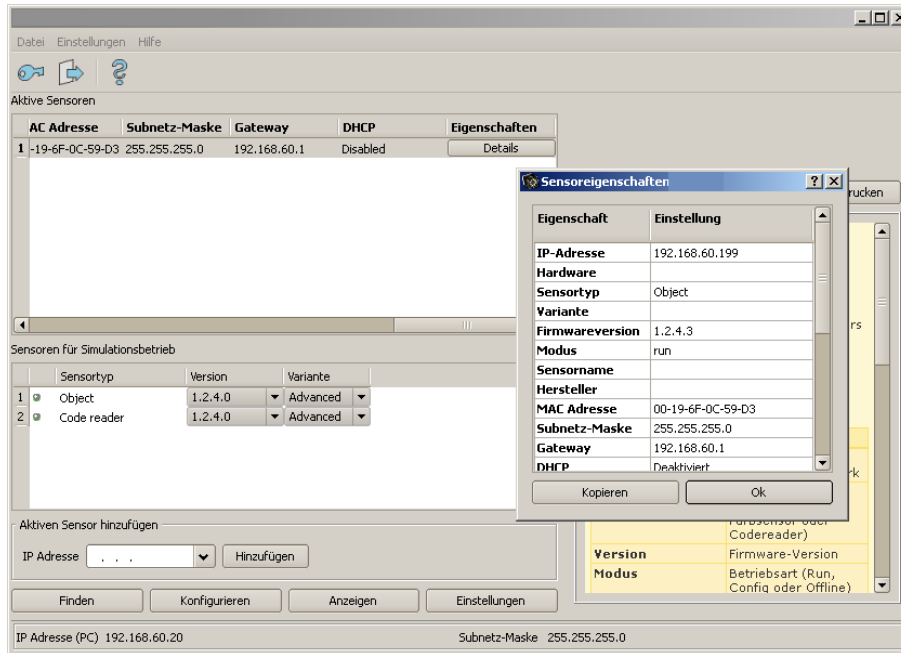 Datei Einstellungen Hilfe
Aktive Sensoren
AC Adresse Subnetz-Maske Gateway DHCP Eigenschaften
1 -19-6F-0C-59-D3 255.255.255.0 192.168.60.1 Disabled Details
Sensoreigenschaften
rucken
Eigenschaft Einstellung
IP-Adresse 192.168.60.199
Hardware
Sensortyp Object
Variante
Firmwareversion 1.2.4.3
rs
Modus run
Sensorname
Hersteller
MAC Adresse 00-19-6F-0C-59-D3
Subnetz-Maske 255.255.255.0
Gateway 192.168.60.1
DHCP Deaktiviert
rk
Kopieren Ok
Sensoren für Simulationsbetrieb
Sensortyp Version Variante
1 Object 1.2.4.0 Advanced
2 Code reader 1.2.4.0 Advanced
Farbsensor oder
Codereader)
Version Firmware-Version
Modus Betriebsart (Run,
Config oder Offline)
Aktiven Sensor hinzufügen
IP Adresse . . . Hinzufügen
Finden Konfigurieren Anzeigen Einstellungen
IP Adresse (PC) 192.168.60.20 Subnetz-Maske 255.255.255.0